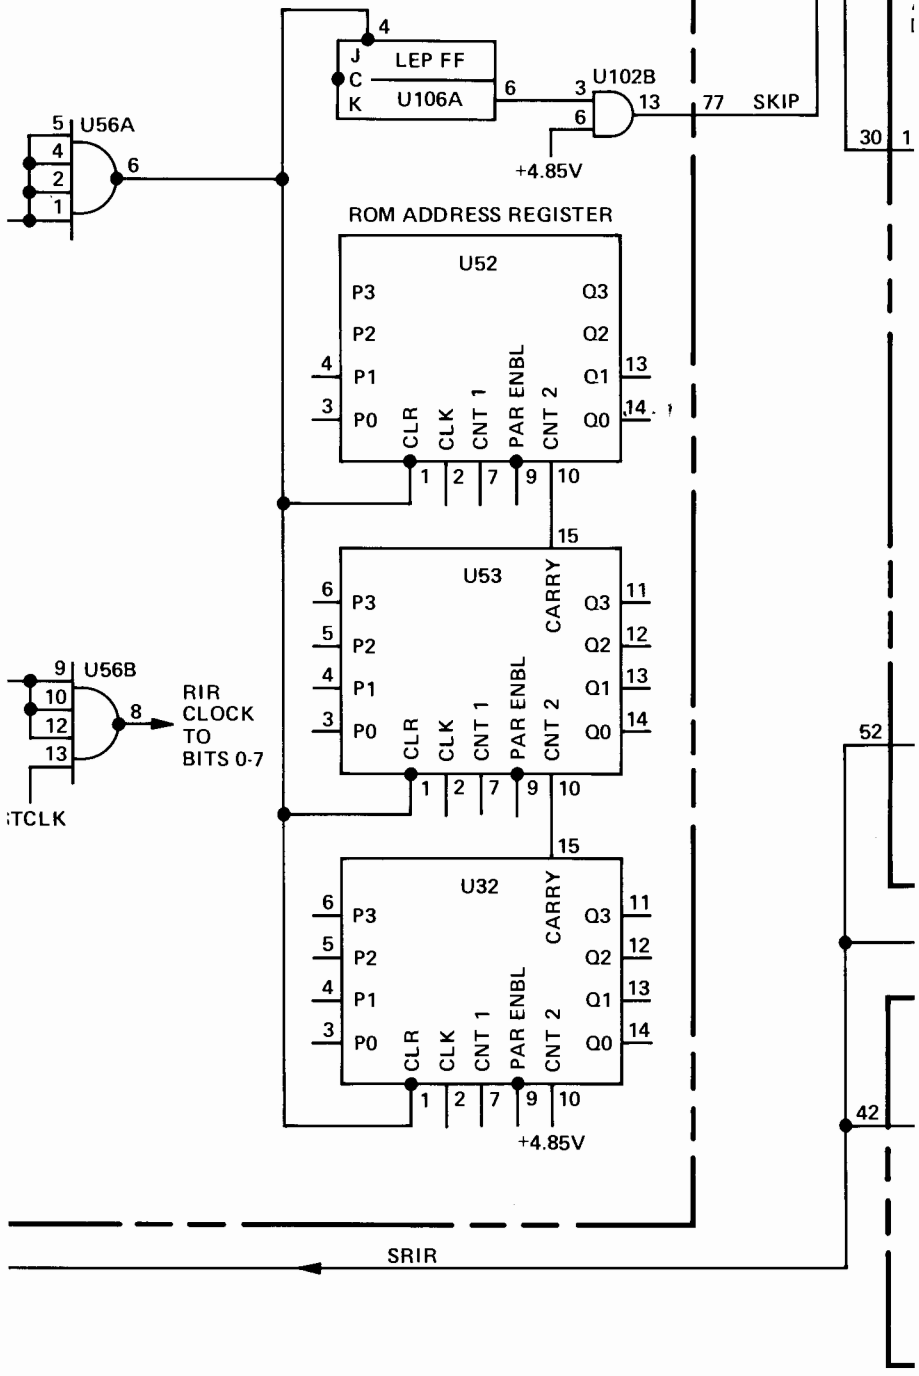 4
J
LEP FF
C
K
U106A
6
3
6
U102B
13
77
SKIP
+4.85V
30
1
5
4
2
1
U56A
6
ROM ADDRESS REGISTER
U52
P3
P2
4
P1
3
P0
CLR
CLK
CNT 1
PAR ENBL
CNT 2
Q3
Q2
Q1
13
Q0
14
1
2
7
9
10
15
U53
CARRY
6
P3
5
P2
4
P1
3
P0
CLR
CLK
CNT 1
PAR ENBL
CNT 2
Q3
11
Q2
12
Q1
13
Q0
14
1
2
7
9
10
9
10
12
13
U56B
8
RIR
CLOCK
TO
BITS 0-7
TCLK
52
15
U32
CARRY
6
P3
5
P2
4
P1
3
P0
CLR
CLK
CNT 1
PAR ENBL
CNT 2
Q3
11
Q2
12
Q1
13
Q0
14
1
2
7
9
10
+4.85V
42
SRIR